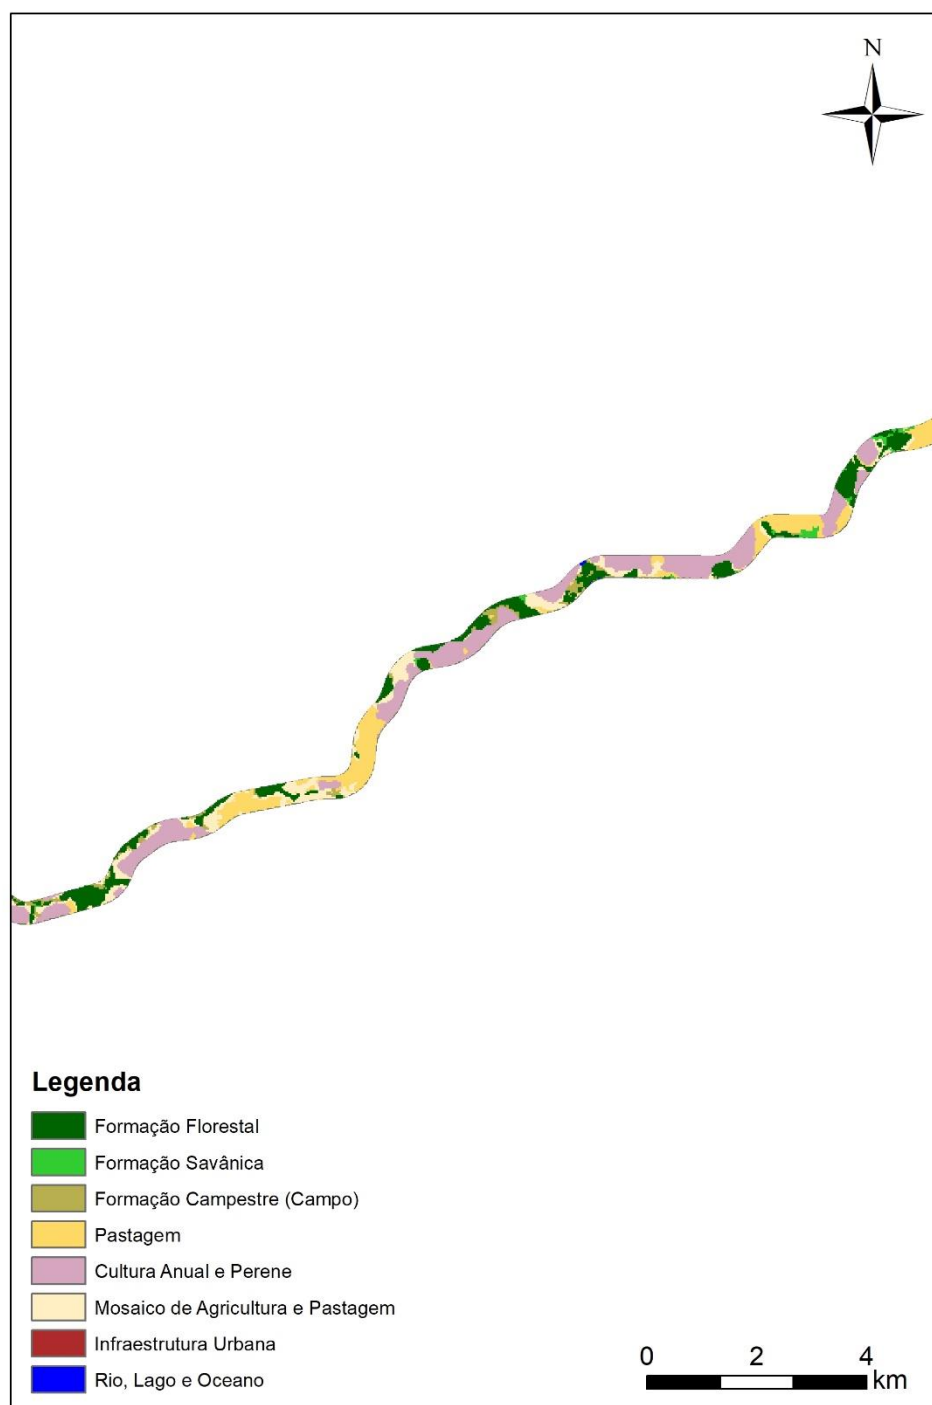 N
Legenda
Formação Florestal
Formação Savânica
Formação Campestre (Campo)
Pastagem
Cultura Anual e Perene
Mosaico de Agricultura e Pastagem
Infraestrutura Urbana
Rio, Lago e Oceano
0 2 4
km